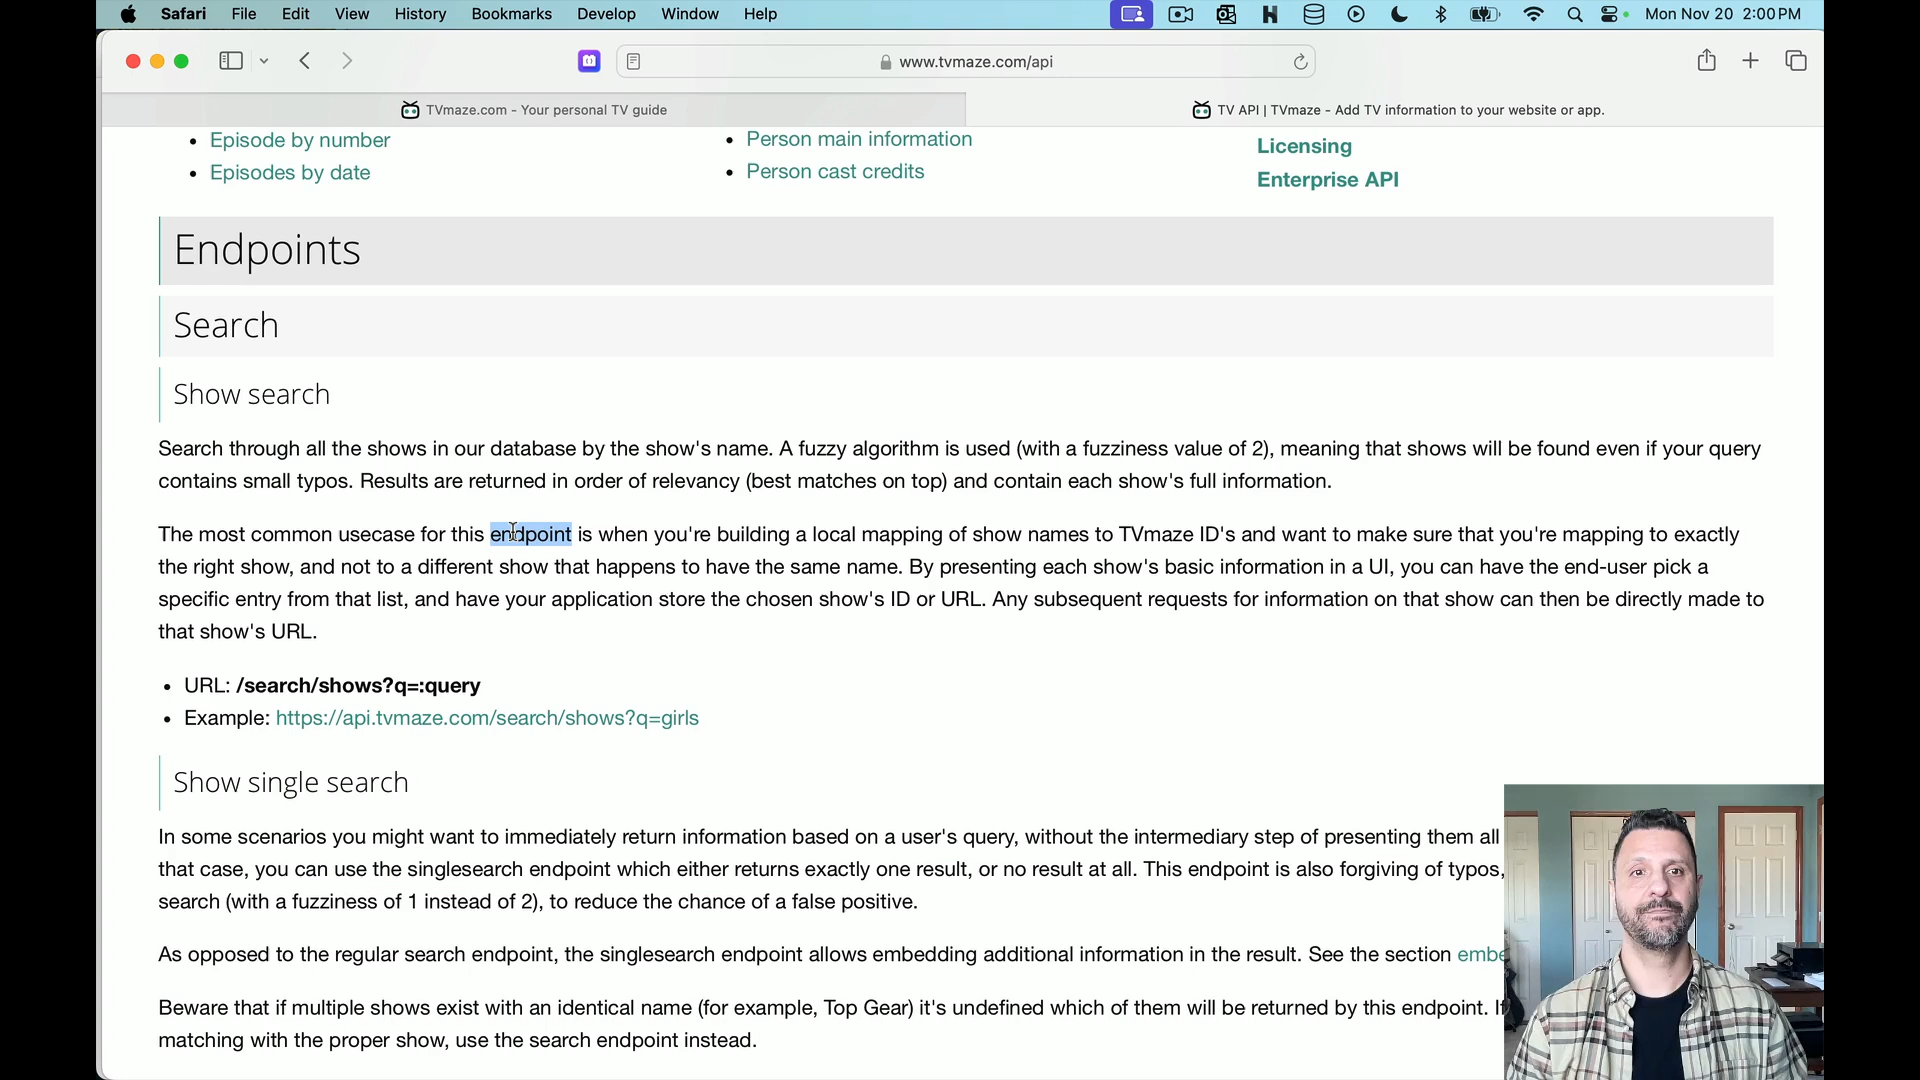 Safari File Edit View History Bookmarks Develop Window Help Mon Nov 20 2:00 PM
www.tvmaze.com/api
TVmaze.com - Your personal TV guide
TV API | TVmaze - Add TV information to your website or app.
Episode by number
Episodes by date
Person main information
Person cast credits
Licensing
Enterprise API
Endpoints
Search
Show search
Search through all the shows in our database by the show's name. A fuzzy algorithm is used (with a fuzziness value of 2), meaning that shows will be found even if your query
contains small typos. Results are returned in order of relevancy (best matches on top) and contain each show's full information.
The most common usecase for this endpoint is when you're building a local mapping of show names to TVmaze ID's and want to make sure that you're mapping to exactly
the right show, and not to a different show that happens to have the same name. By presenting each show's basic information in a UI, you can have the end-user pick a
specific entry from that list, and have your application store the chosen show's ID or URL. Any subsequent requests for information on that show can then be directly made to
that show's URL.
URL: /search/shows?q=:query
Example: https://api.tvmaze.com/search/shows?q=girls
Show single search
In some scenarios you might want to immediately return information based on a user's query, without the intermediary step of presenting them all
that case, you can use the singlesearch endpoint which either returns exactly one result, or no result at all. This endpoint is also forgiving of typos,
search (with a fuzziness of 1 instead of 2), to reduce the chance of a false positive.
As opposed to the regular search endpoint, the singlesearch endpoint allows embedding additional information in the result. See the section
Beware that if multiple shows exist with an identical name (for example, Top Gear) it's undefined which of them will be returned by this endpoint.
matching with the proper show, use the search endpoint instead.